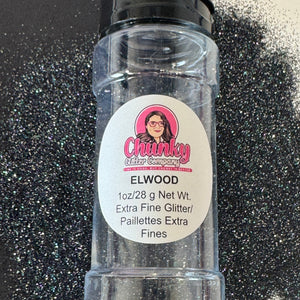 Chunky
Glitter Company
ELWOOD
1oz/28 g Net Wt.
Extra Fine Glitter/
Paillettes Extra
Fines